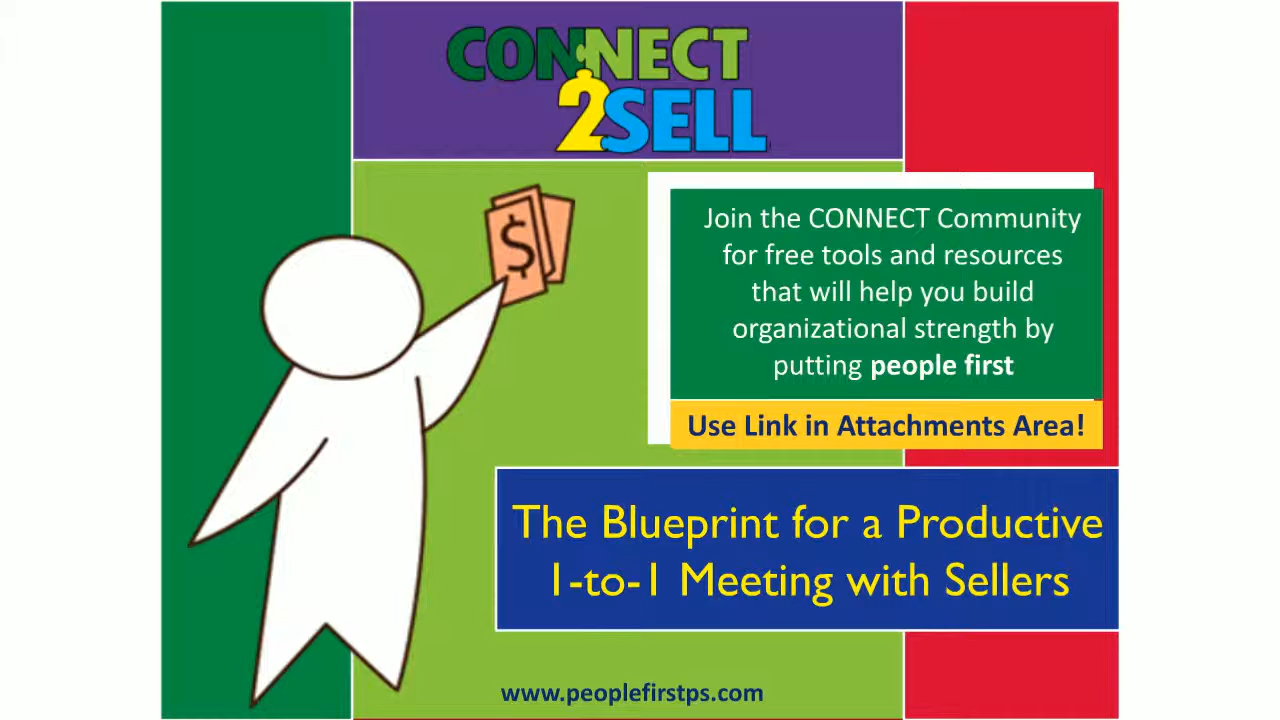 CONNECT
2SELL
$
Join the CONNECT Community
for free tools and resources
that will help you build
organizational strength by
putting people first
Use Link in Attachments Area!
The Blueprint for a Productive
1-to-1 Meeting with Sellers
www.peoplefirstps.com